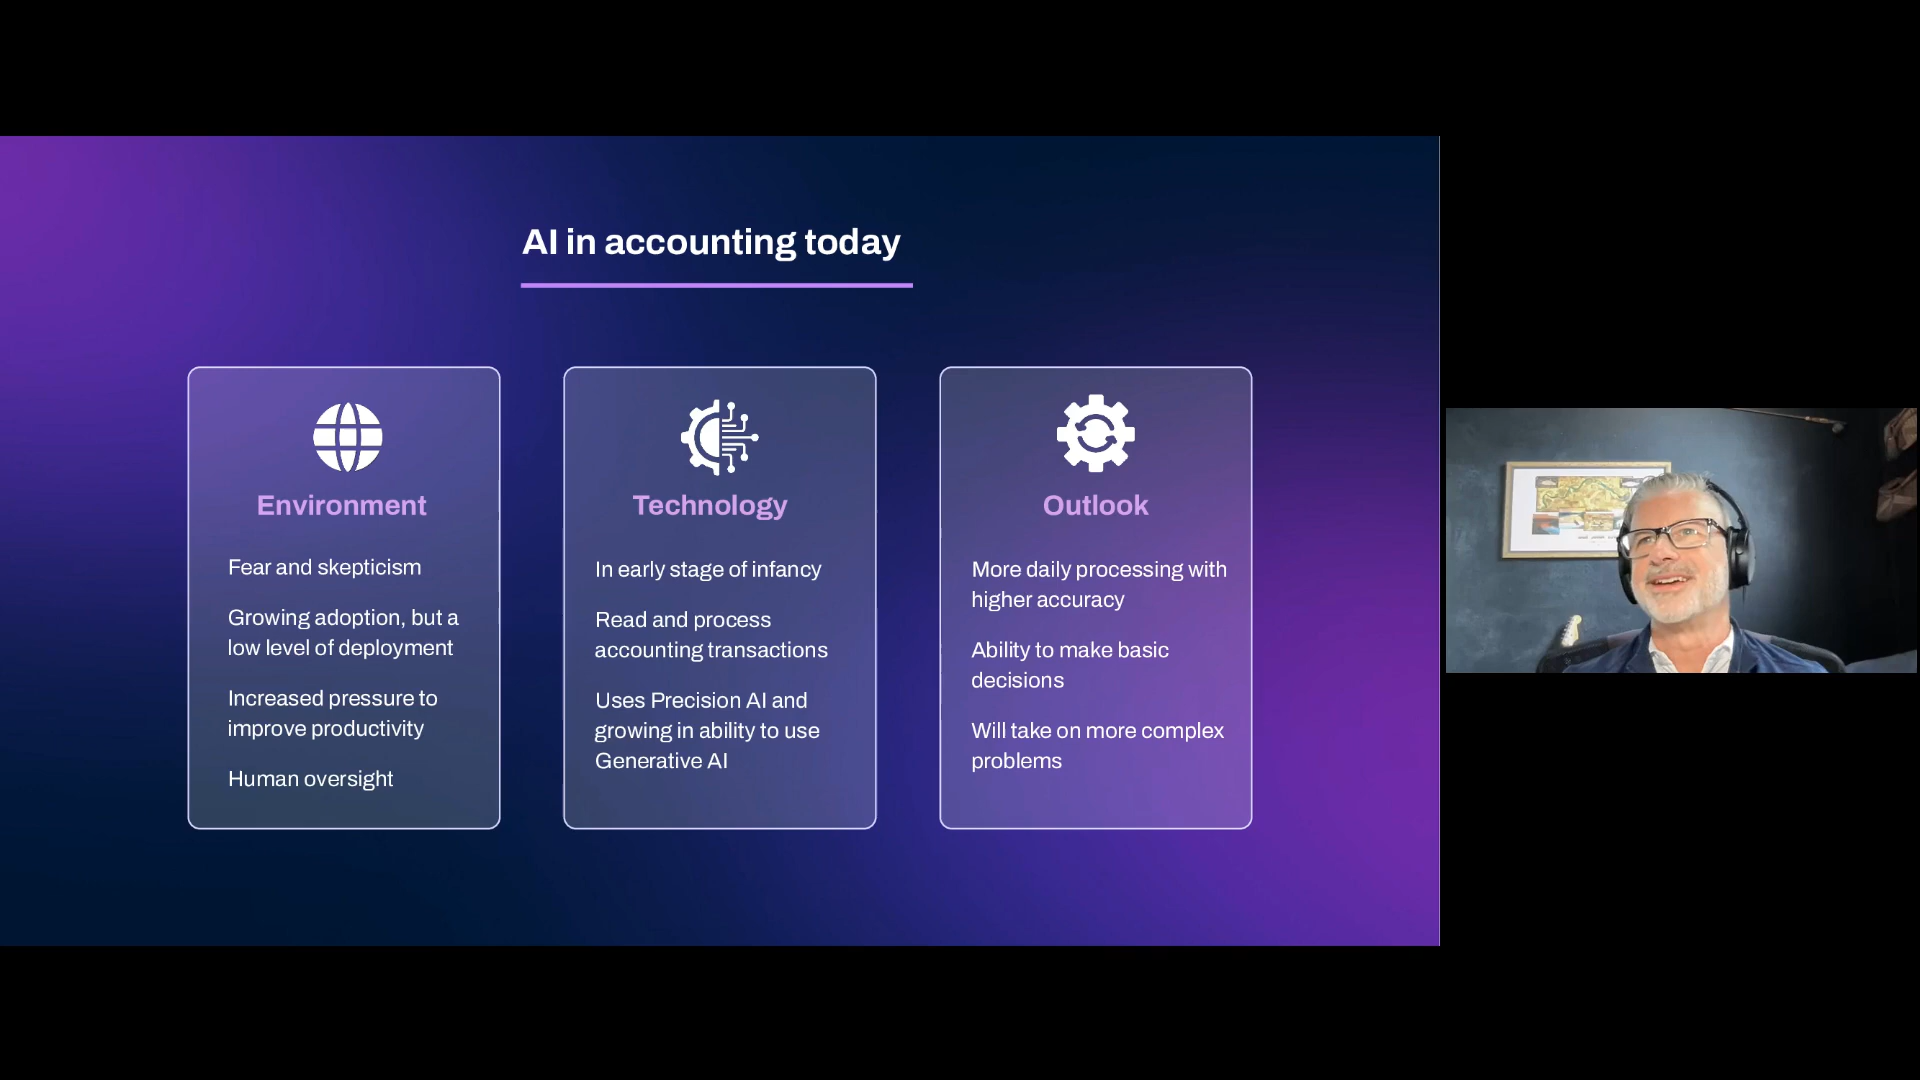 AI in accounting today
Environment
Fear and skepticism
Growing adoption, but a
low level of deployment
Increased pressure to
improve productivity
Human oversight
Technology
In early stage of infancy
Read and process
accounting transactions
Uses Precision AI and
growing in ability to use
Generative AI
Outlook
More daily processing with
higher accuracy
Ability to make basic
decisions
Will take on more complex
problems